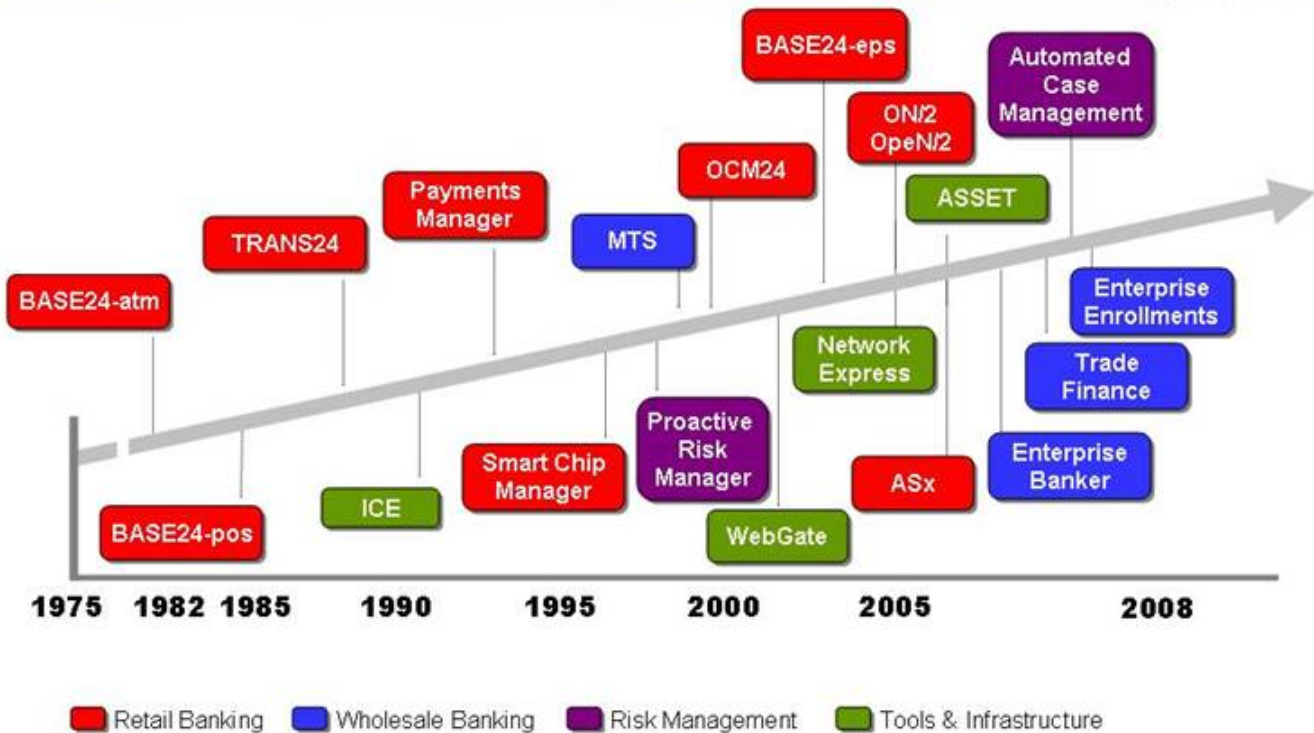 BASE24-eps
Automated
Case
Management
ON/2
OpeN/2
OCM24
Payments
Manager
ASSET
TRANS24
MTS
BASE24-atm
Enterprise
Enrollments
Network
Express
Trade
Finance
Proactive
Risk
Manager
Smart Chip
Manager
Enterprise
Banker
ASx
ICE
BASE24-pos
WebGate
1975 1982 1985 1990 1995 2000 2005 2008
Retail Banking Wholesale Banking Risk Management Tools & Infrastructure